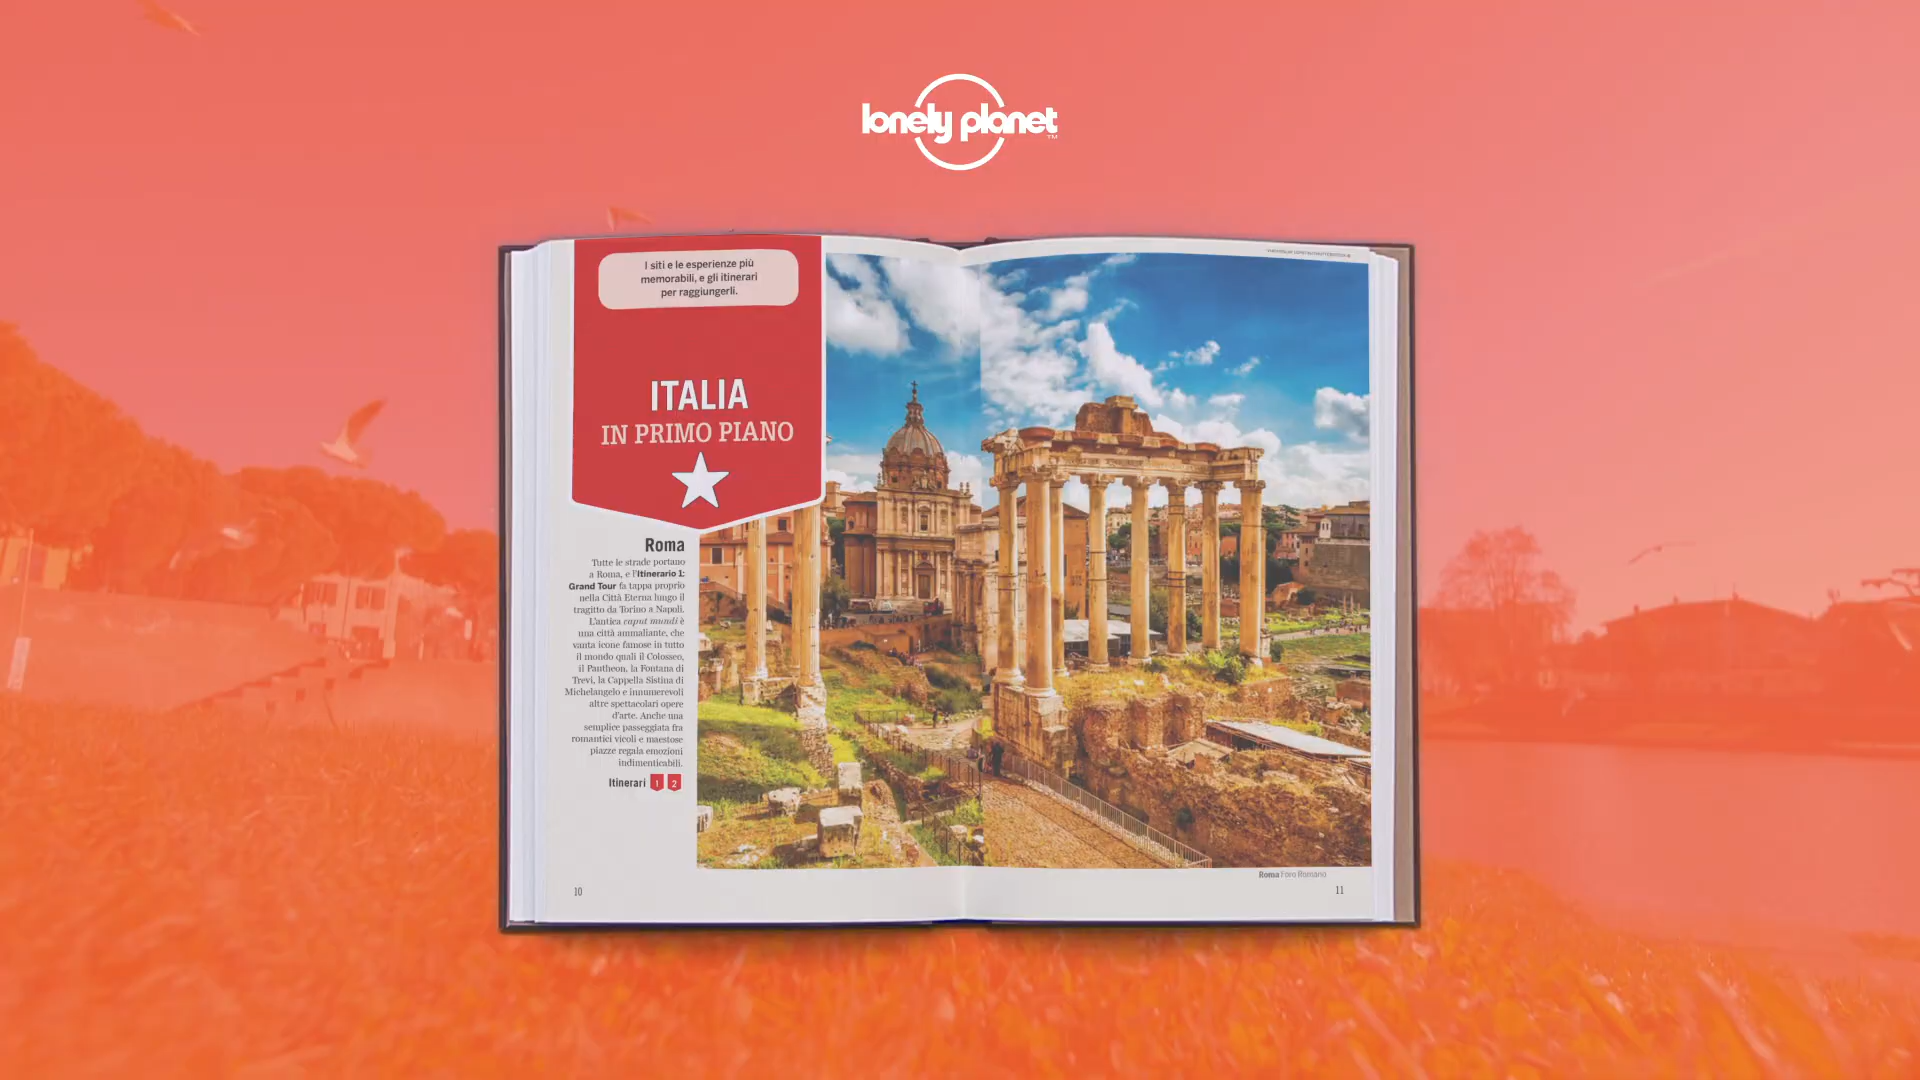 lonely planet
TM
I siti e le esperienze più
memorabili, e gli itinerari
per raggiungerli.
ITALIA
IN PRIMO PIANO
Roma
Tutte le strade portano
a Roma, e l'Itinerario 1:
Grand Tour fa tappa proprio
nella Città Eterna lungo il
tragitto da Torino a Napoli.
L'antica caput mundi è
una città ammaliante, che
vanta icone famose in tutto
il mondo quali il Colosseo,
il Pantheon, la Fontana di
Trevi, la Cappella Sistina di
Michelangelo e innumerevoli
altre spettacolari opere
d'arte. Anche una
semplice passeggiata fra
romantici vicoli e maestose
piazze regala emozioni
indimenticabili.
Itinerari 1 2
Roma Foro Romano
10
11